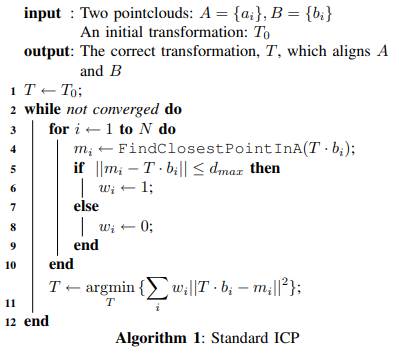 input : Two pointclouds: A = {a_i}, B = {b_i}
An initial transformation: T_0
output: The correct transformation, T, which aligns A
and B
1 T ← T_0;
2 while not converged do
3 for i ← 1 to N do
4 m_i ← FindClosestPointInA(T · b_i);
5 if ||m_i − T · b_i|| ≤ d_max then
6 w_i ← 1;
7 else
8 w_i ← 0;
9 end
10 end
11 T ← argmin_T {∑_i w_i||T · b_i − m_i||²};
12 end
Algorithm 1: Standard ICP